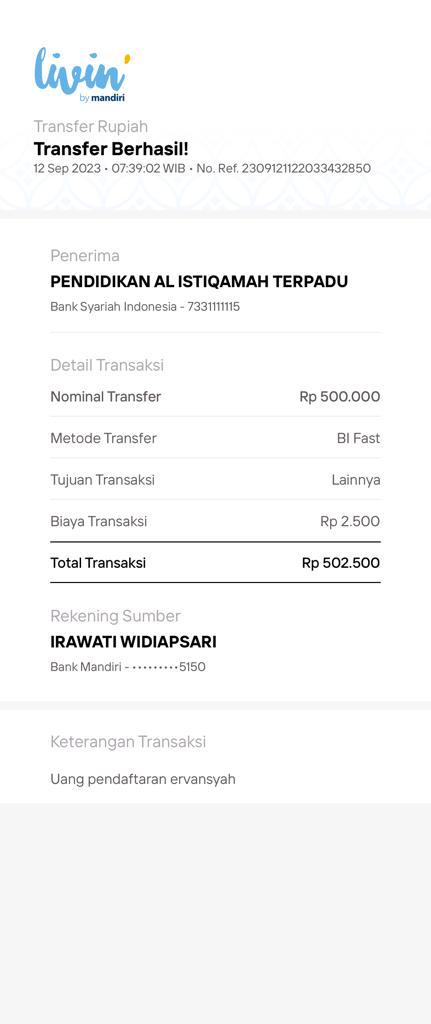 livin'
by mandiri
Transfer Rupiah
Transfer Berhasil!
12 Sep 2023 • 07:39:02 WIB • No. Ref. 2309121122033432850
Penerima
PENDIDIKAN AL ISTIQAMAH TERPADU
Bank Syariah Indonesia - 7331111115
Detail Transaksi
Nominal Transfer Rp 500.000
Metode Transfer BI Fast
Tujuan Transaksi Lainnya
Biaya Transaksi Rp 2.500
Total Transaksi Rp 502.500
Rekening Sumber
IRAWATI WIDIAPSARI
Bank Mandiri - •••••••••5150
Keterangan Transaksi
Uang pendaftaran ervansyah